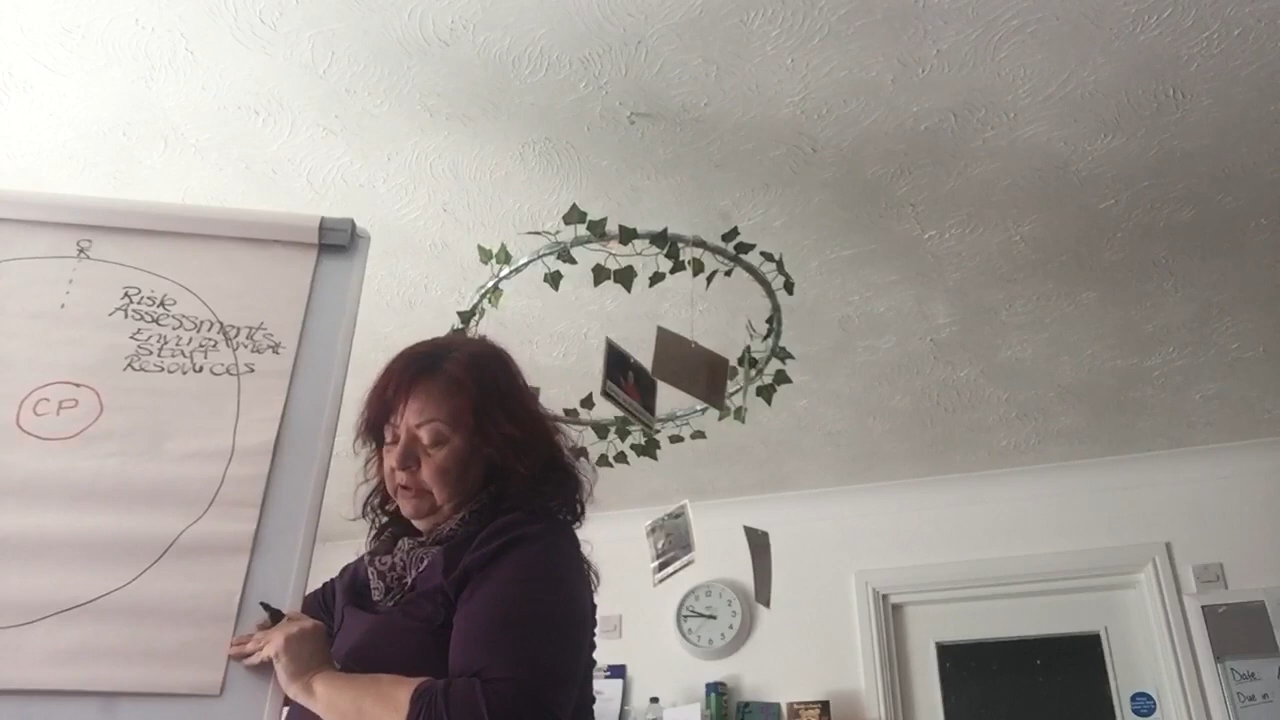 Risk
Assessments
Environment
Staff
Resources
CP
Date
Due in